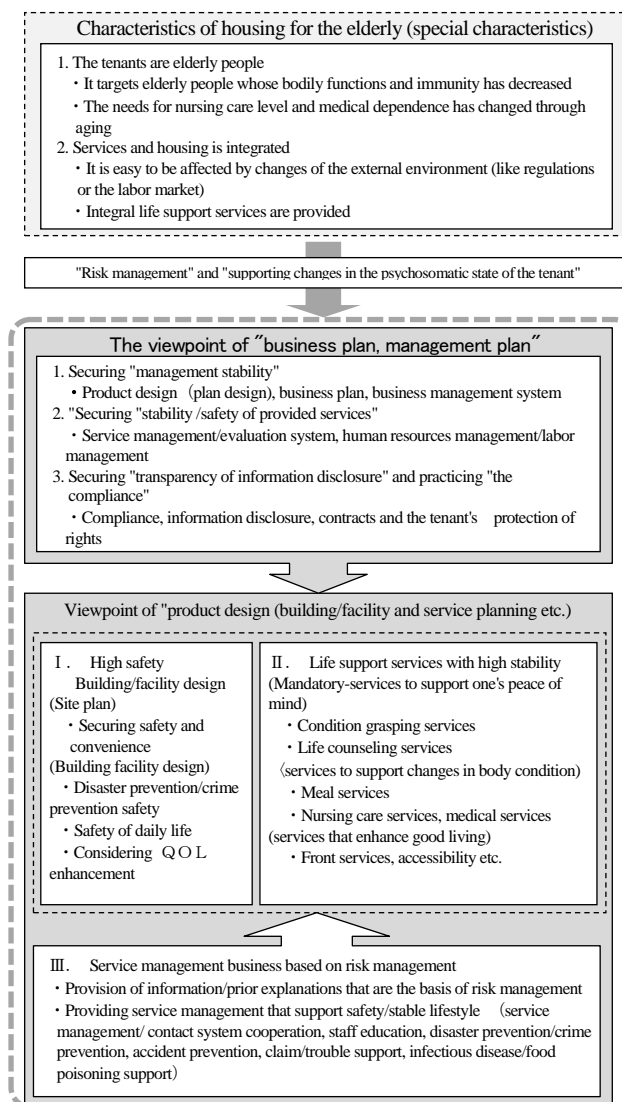 Characteristics of housing for the elderly (special characteristics)
1. The tenants are elderly people
・It targets elderly people whose bodily functions and immunity has decreased
・The needs for nursing care level and medical dependence has changed through
aging
2. Services and housing is integrated
・It is easy to be affected by changes of the external environment (like regulations
or the labor market)
・Integral life support services are provided
"Risk management" and "supporting changes in the psychosomatic state of the tenant"
The viewpoint of "business plan, management plan"
1. Securing "management stability"
• Product design（plan design), business plan, business management system
2. "Securing "stability /safety of provided services"
・Service management/evaluation system, human resources management/labor
management
3. Securing "transparency of information disclosure" and practicing "the
compliance"
・Compliance, information disclosure, contracts and the tenant's　protection of
rights
Viewpoint of "product design (building/facility and service planning etc.)
Ⅰ．　High safety
Building/facility design
(Site plan)
・Securing safety and
convenience
(Building facility design)
・Disaster prevention/crime
prevention safety
・Safety of daily life
・Considering ＱＯＬ
enhancement
Ⅱ．　Life support services with high stability
(Mandatory-services to support one's peace of
mind)
・Condition grasping services
・Life counseling services
〈services to support changes in body condition)
・Meal services
・Nursing care services, medical services
(services that enhance good living)
・Front services, accessibility etc.
Ⅲ．　Service management business based on risk management
・Provision of information/prior explanations that are the basis of risk management
・Providing service management that support safety/stable lifestyle　（service
management/ contact system cooperation, staff education, disaster prevention/crime
prevention, accident prevention, claim/trouble support, infectious disease/food
poisoning support）